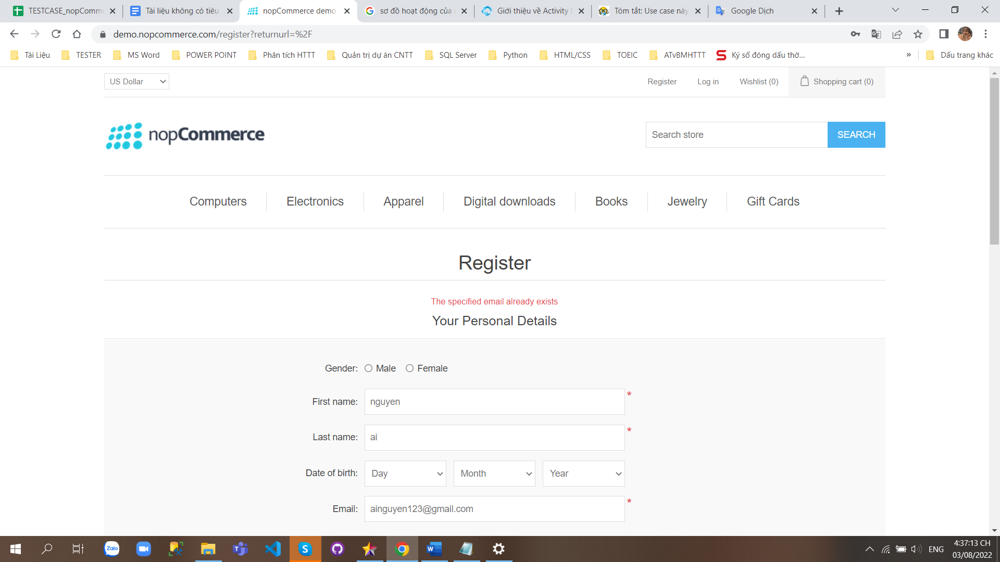 TESTCASE_nopComme
Tài liệu không có tiêu
nopCommerce demo
sơ đồ hoạt động của
Giới thiệu về Activity
Tóm tắt: Use case này
Google Dịch
demo.nopcommerce.com/register?returnurl=%2F
Tài Liệu
TESTER
MS Word
POWER POINT
Phân tích HTTT
Quản trị dự án CNTT
SQL Server
Python
HTML/CSS
TOEIC
ATvBMHTTT
Ký số đóng dấu thờ...
»
Dấu trang khác
US Dollar
Register
Log in
Wishlist (0)
Shopping cart (0)
nopCommerce
Search store
SEARCH
Computers
Electronics
Apparel
Digital downloads
Books
Jewelry
Gift Cards
Register
The specified email already exists
Your Personal Details
Gender: Male Female
First name: nguyen *
Last name: ai *
Date of birth: Day Month Year
Email: ainguyen123@gmail.com *
Zalo
ENG
4:37:13 CH
03/08/2022